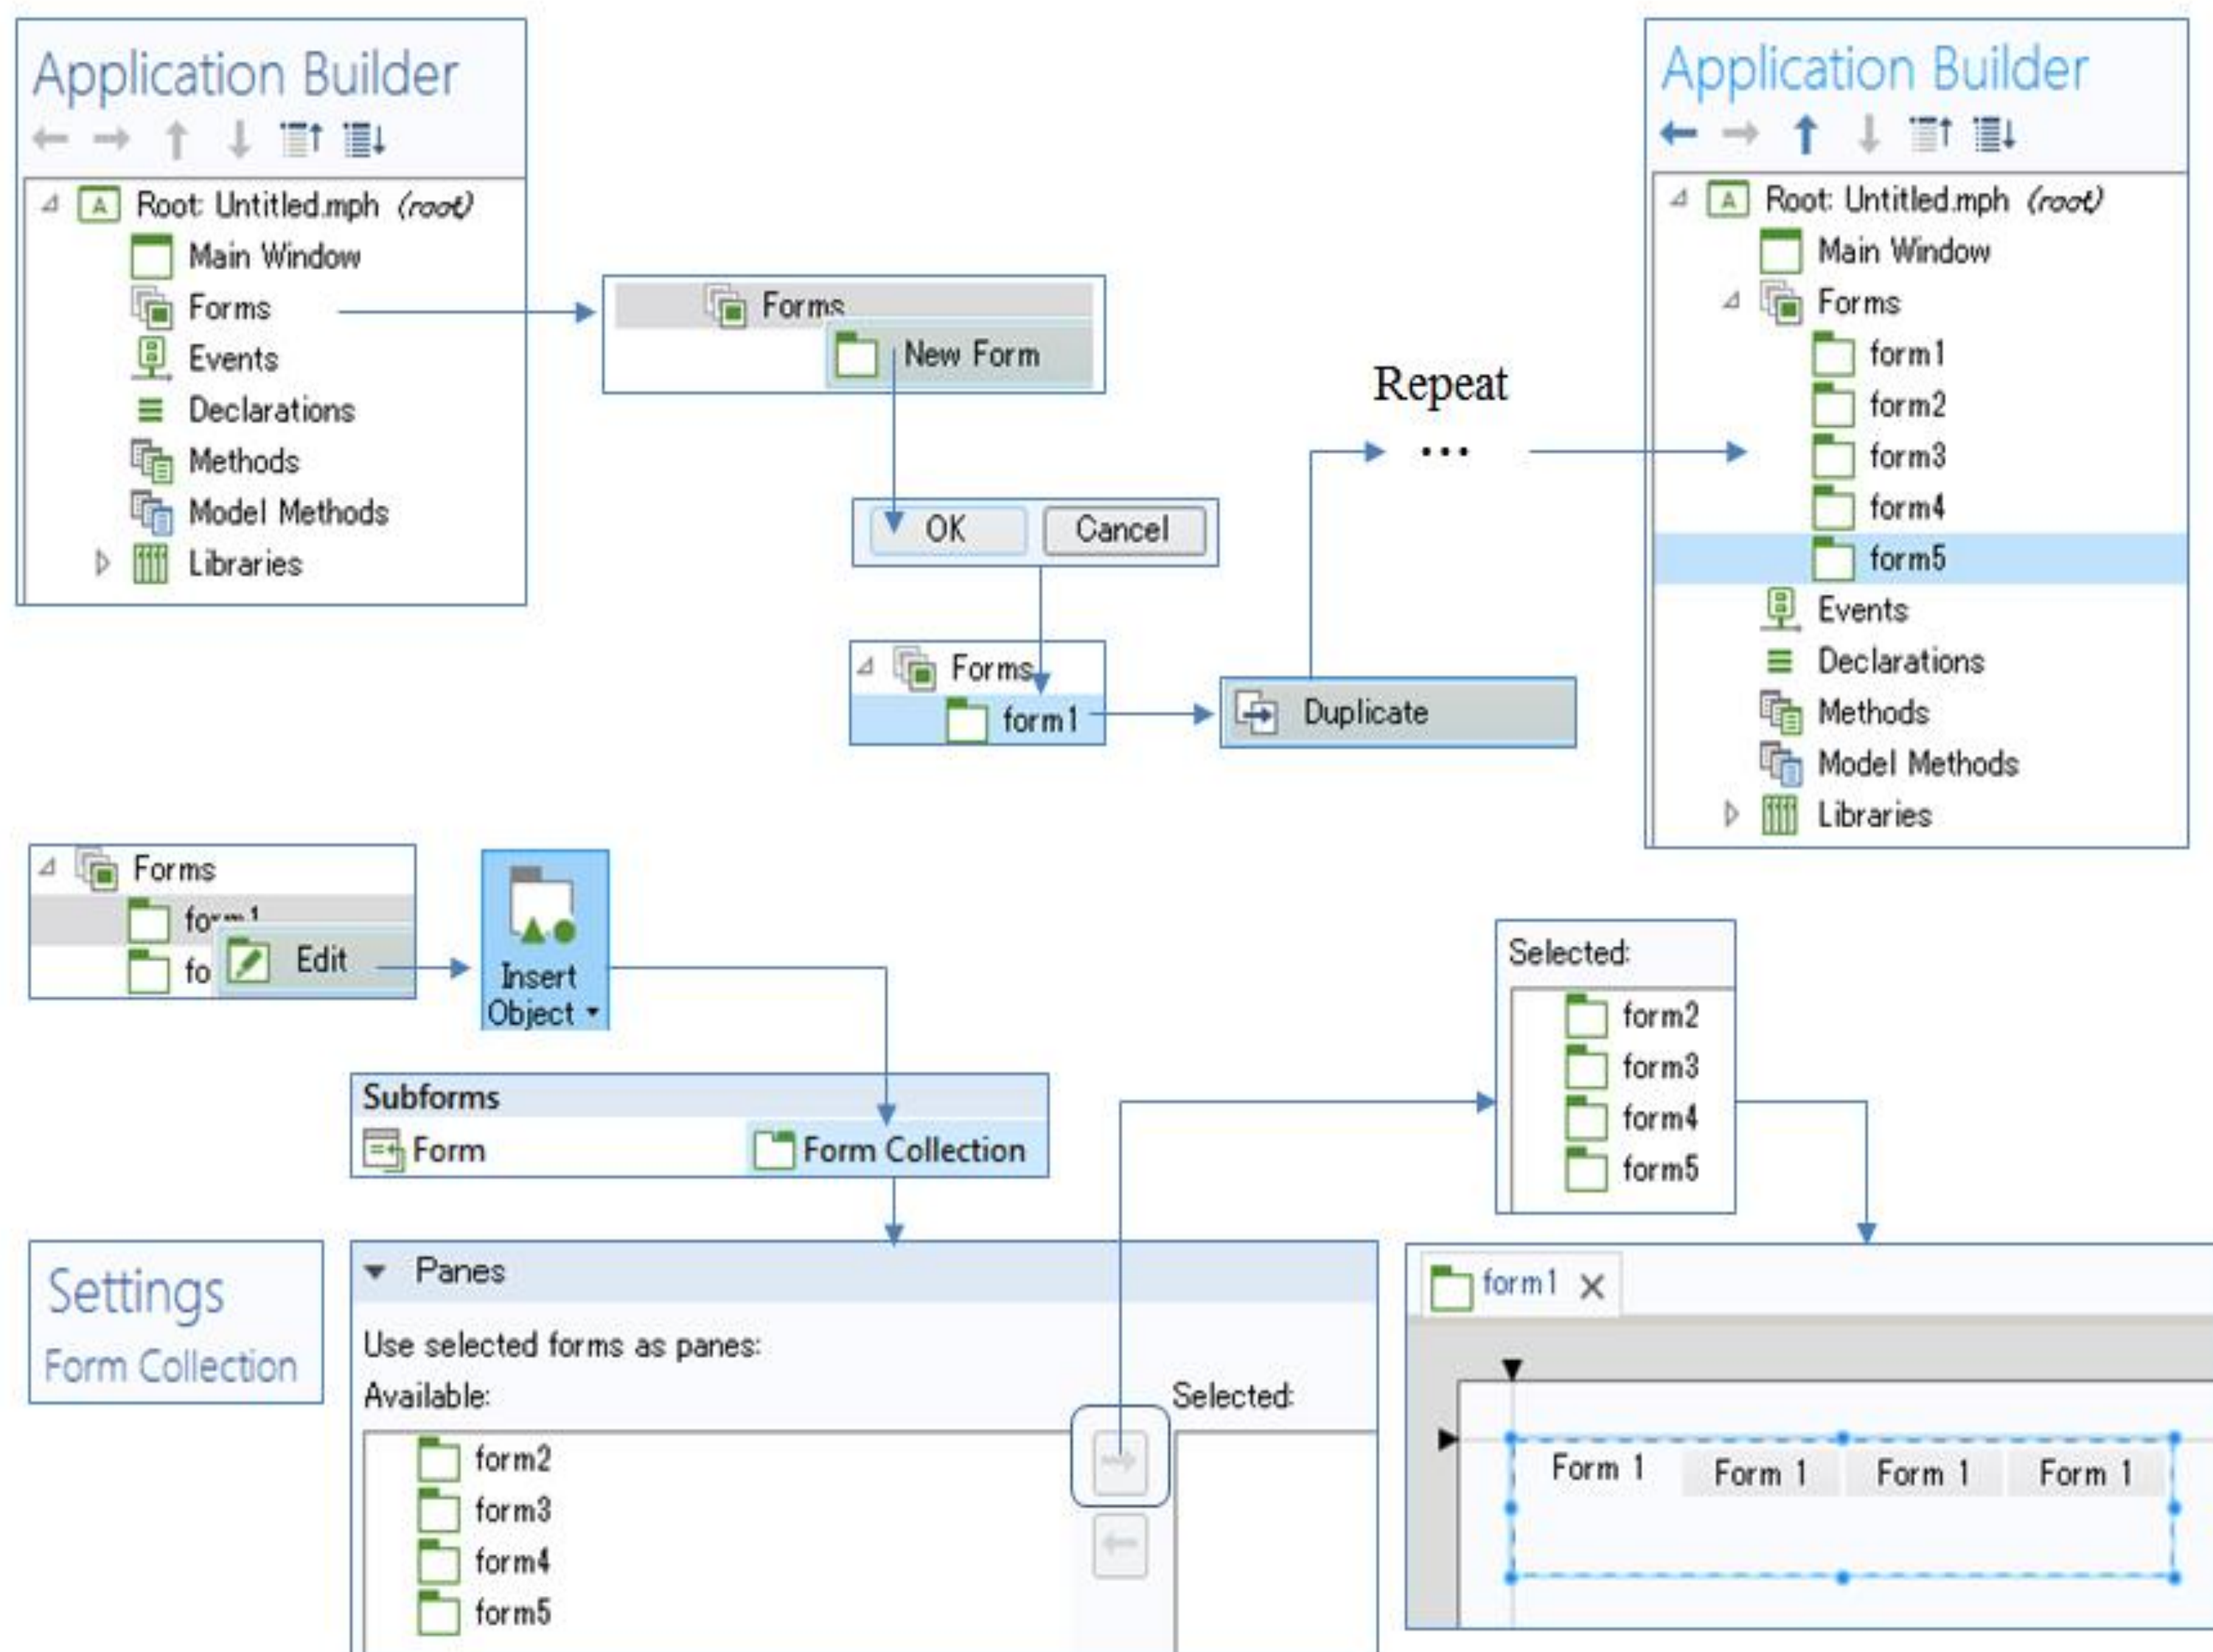 Application Builder
Root: Untitled.mph (root)
Main Window
Forms
Events
Declarations
Methods
Model Methods
Libraries
Forms
New Form
OK Cancel
Forms
form1
Duplicate
Repeat
...
Application Builder
Root: Untitled.mph (root)
Main Window
Forms
form1
form2
form3
form4
form5
Events
Declarations
Methods
Model Methods
Libraries
Forms
form1
fo
Edit
Insert
Object
Subforms
Form Form Collection
Settings
Form Collection
Panes
Use selected forms as panes:
Available: Selected:
form2
form3
form4
form5
Selected:
form2
form3
form4
form5
form1
Form 1 Form 1 Form 1 Form 1